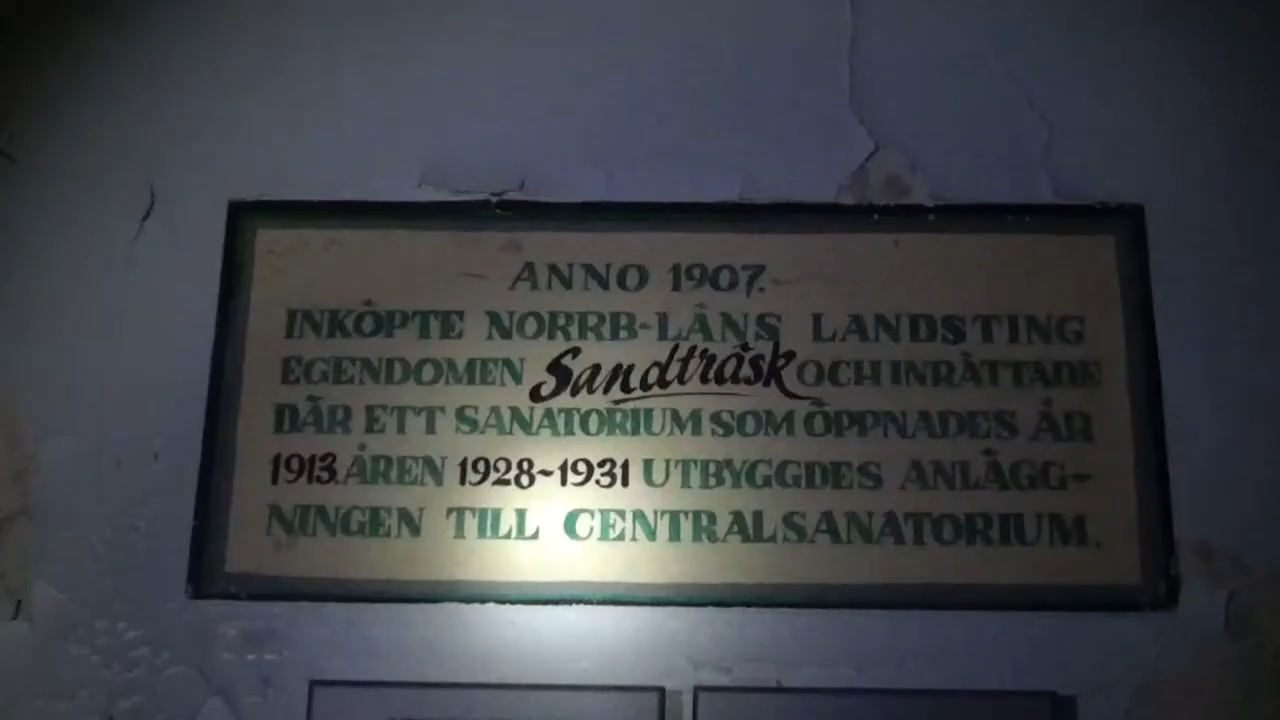 ANNO 1907.
INKÖPTE NORRB-LÄNS LANDSTING
EGENDOMEN Sandträsk OCH INRÄTTADE
DÄR ETT SANATORIUM SOM ÖPPNADES ÅR
1913. ÅREN 1928~1931 UTBYGGDES ANLÄGG-
NINGEN TILL CENTRALSANATORIUM.